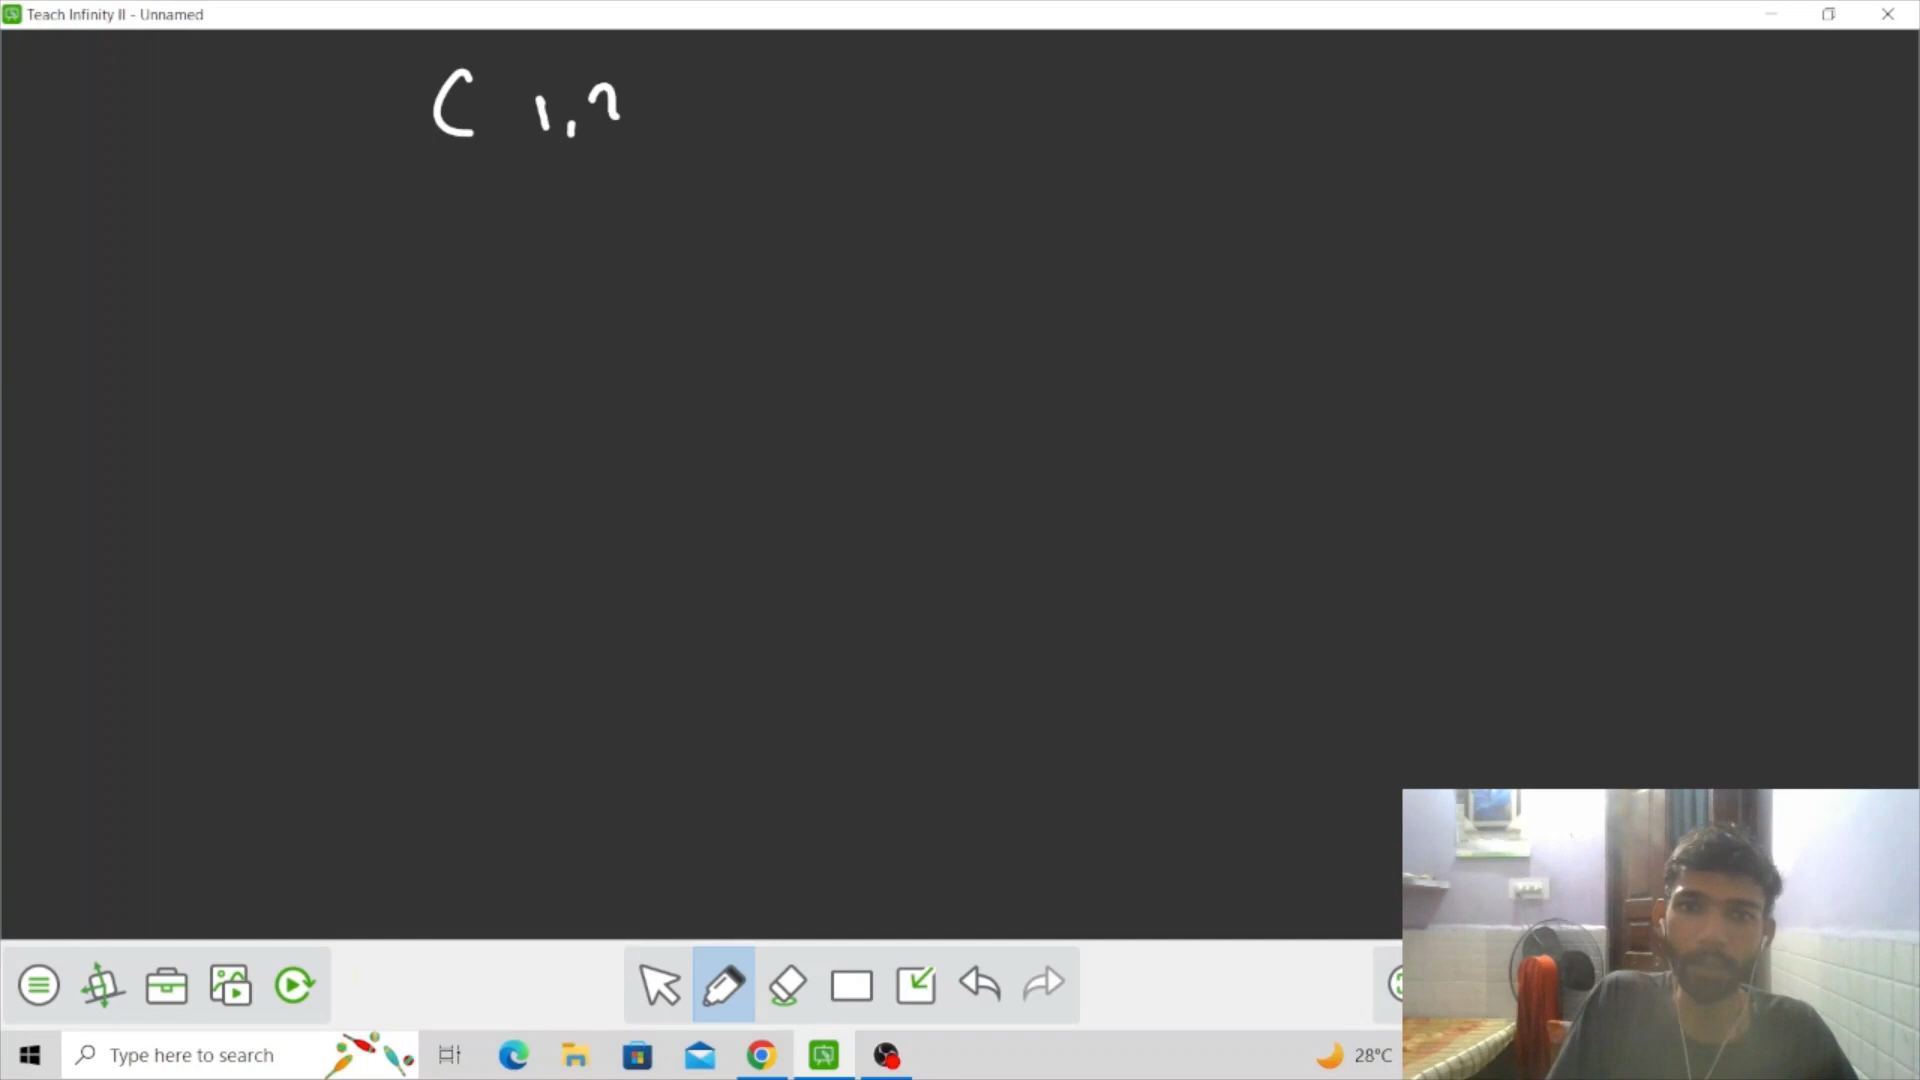 Teach Infinity II - Unnamed
( 1,2
Type here to search
28°C